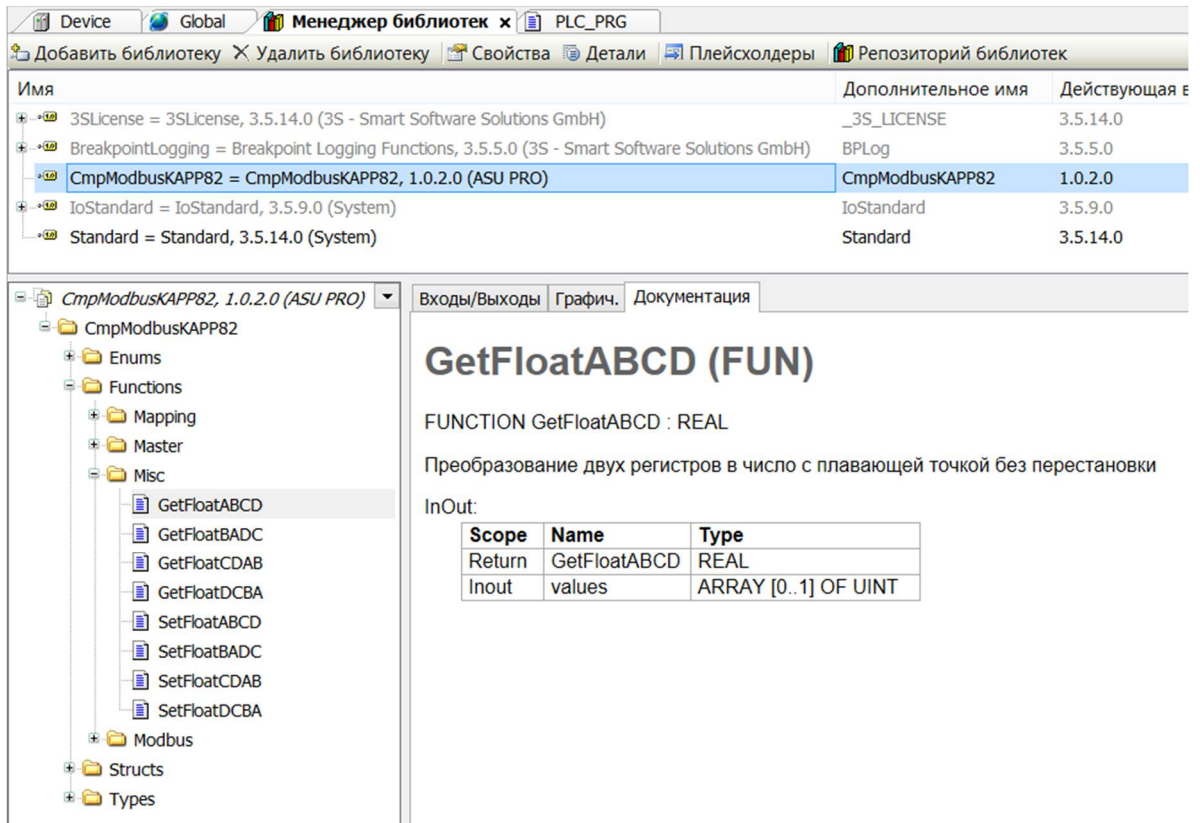 Device Global Менеджер библиотек x PLC_PRG
Добавить библиотеку Удалить библиотеку Свойства Детали Плейсхолдеры Репозиторий библиотек
Имя Дополнительное имя Действующая в
3SLicense = 3SLicense, 3.5.14.0 (3S - Smart Software Solutions GmbH) _3S_LICENSE 3.5.14.0
BreakpointLogging = Breakpoint Logging Functions, 3.5.5.0 (3S - Smart Software Solutions GmbH) BPLog 3.5.5.0
CmpModbusKAPP82 = CmpModbusKAPP82, 1.0.2.0 (ASU PRO) CmpModbusKAPP82 1.0.2.0
IoStandard = IoStandard, 3.5.9.0 (System) IoStandard 3.5.9.0
Standard = Standard, 3.5.14.0 (System) Standard 3.5.14.0
CmpModbusKAPP82, 1.0.2.0 (ASU PRO)
CmpModbusKAPP82
Enums
Functions
Mapping
Master
Misc
GetFloatABCD
GetFloatBADC
GetFloatCDAB
GetFloatDCBA
SetFloatABCD
SetFloatBADC
SetFloatCDAB
SetFloatDCBA
Modbus
Structs
Types
Входы/Выходы Графич. Документация
GetFloatABCD (FUN)
FUNCTION GetFloatABCD : REAL
Преобразование двух регистров в число с плавающей точкой без перестановки
InOut:
Scope Name Type
Return GetFloatABCD REAL
Inout values ARRAY [0..1] OF UINT